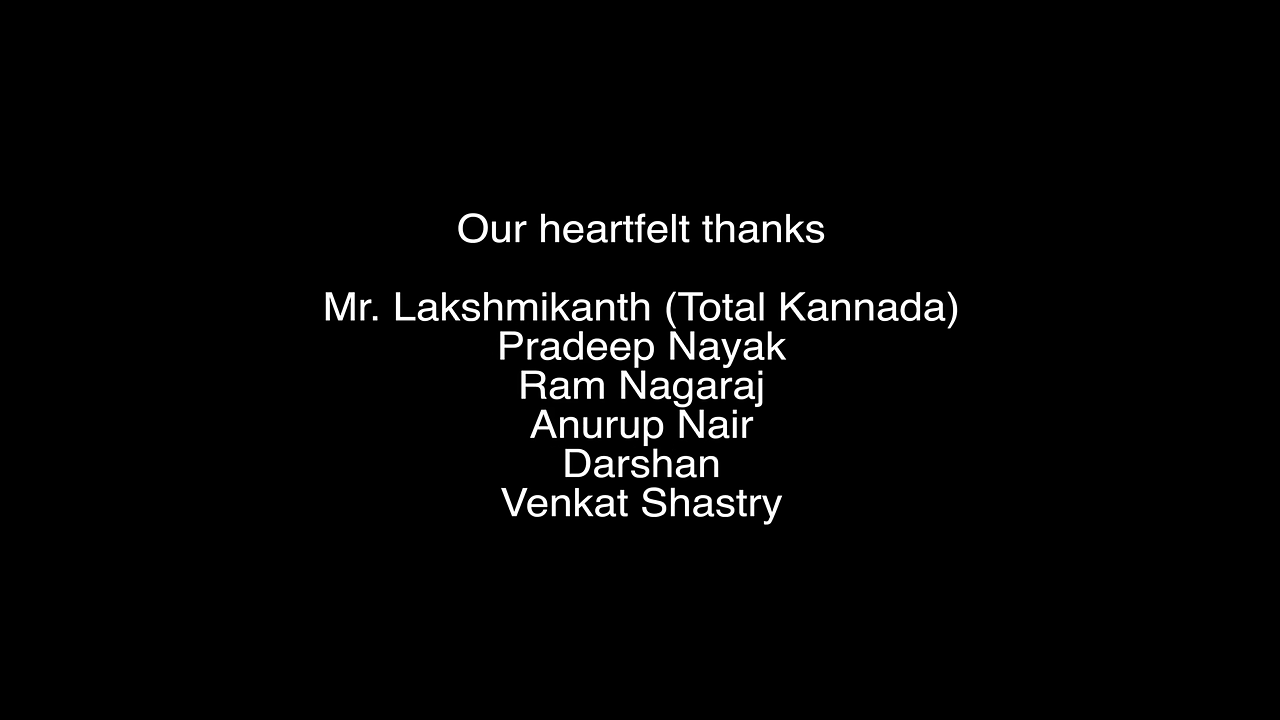 Our heartfelt thanks
Mr. Lakshmikanth (Total Kannada)
Pradeep Nayak
Ram Nagaraj
Anurup Nair
Darshan
Venkat Shastry